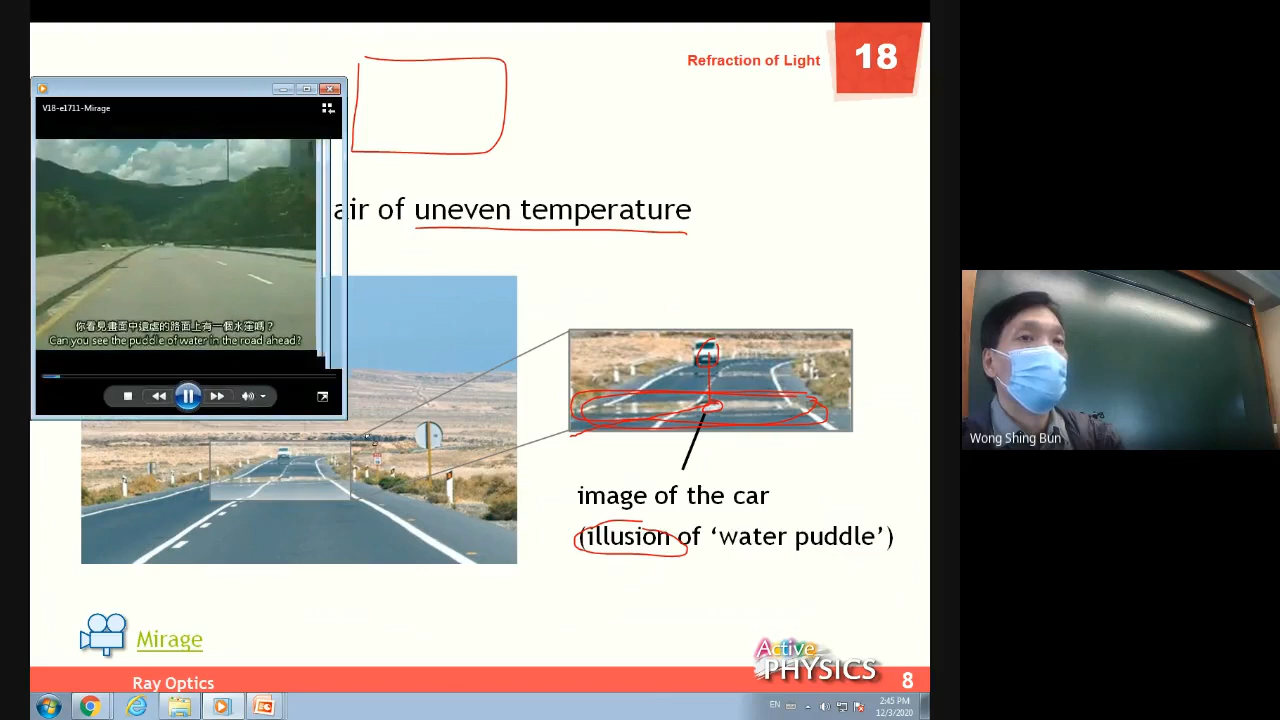 Refraction of Light
18
V18-e1711-Mirage
你看見畫面中遠處的路面上有一個水窪嗎？
Can you see the puddle of water in the road ahead?
air of uneven temperature
image of the car
(illusion of ‘water puddle’)
Mirage
Active
PHYSICS
Ray Optics
8
EN
2:45 PM
12/3/2020
Wong Shing Bun